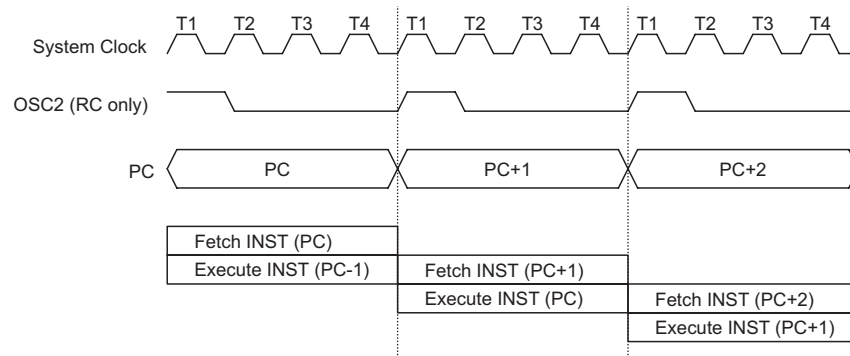 T1 T2 T3 T4 T1 T2 T3 T4 T1 T2 T3 T4
System Clock
OSC2 (RC only)
PC PC PC+1 PC+2
Fetch INST (PC)
Execute INST (PC-1) Fetch INST (PC+1)
Execute INST (PC) Fetch INST (PC+2)
Execute INST (PC+1)